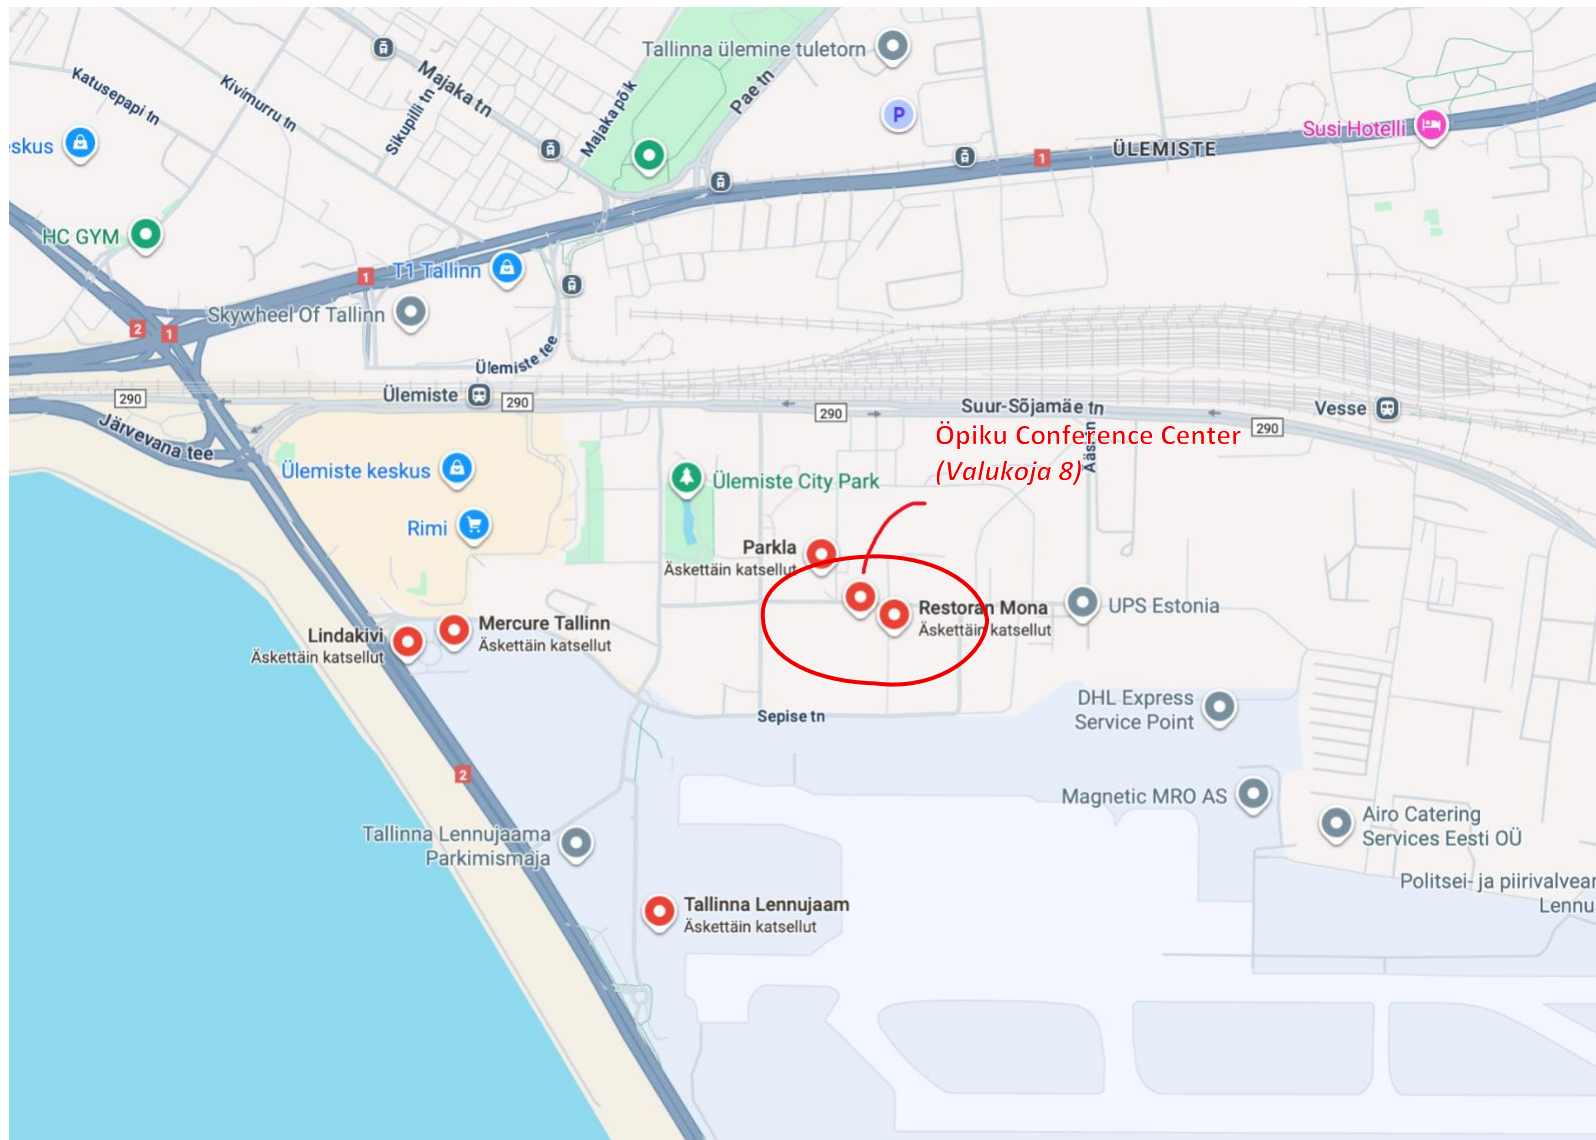 Tallinna ülemine tuletorn
Katusepapi tn
Kivimurru tn
Majaka tn
Sikupilli tn
Majaka põik
Pae tn
P
Susi Hotelli
1
ÜLEMISTE
eskus
HC GYM
1
T1 Tallinn
Skywheel Of Tallinn
2
1
Ülemiste tee
290
Ülemiste
290
290
Suur-Sõjamäe tn
Vesse
290
Järvevana tee
Öpiku Conference Center
(Valukoja 8)
Ülemiste keskus
Ülemiste City Park
Rimi
Parkla
Äskettäin katsellut
Restoran Mona
Äskettäin katsellut
UPS Estonia
Mercure Tallinn
Äskettäin katsellut
Lindakivi
Äskettäin katsellut
DHL Express
Service Point
Sepise tn
2
Magnetic MRO AS
Airo Catering
Services Eesti OÜ
Tallinna Lennujaama
Parkimismaja
Politsei- ja piirivalvear
Lennu
Tallinna Lennujaam
Äskettäin katsellut